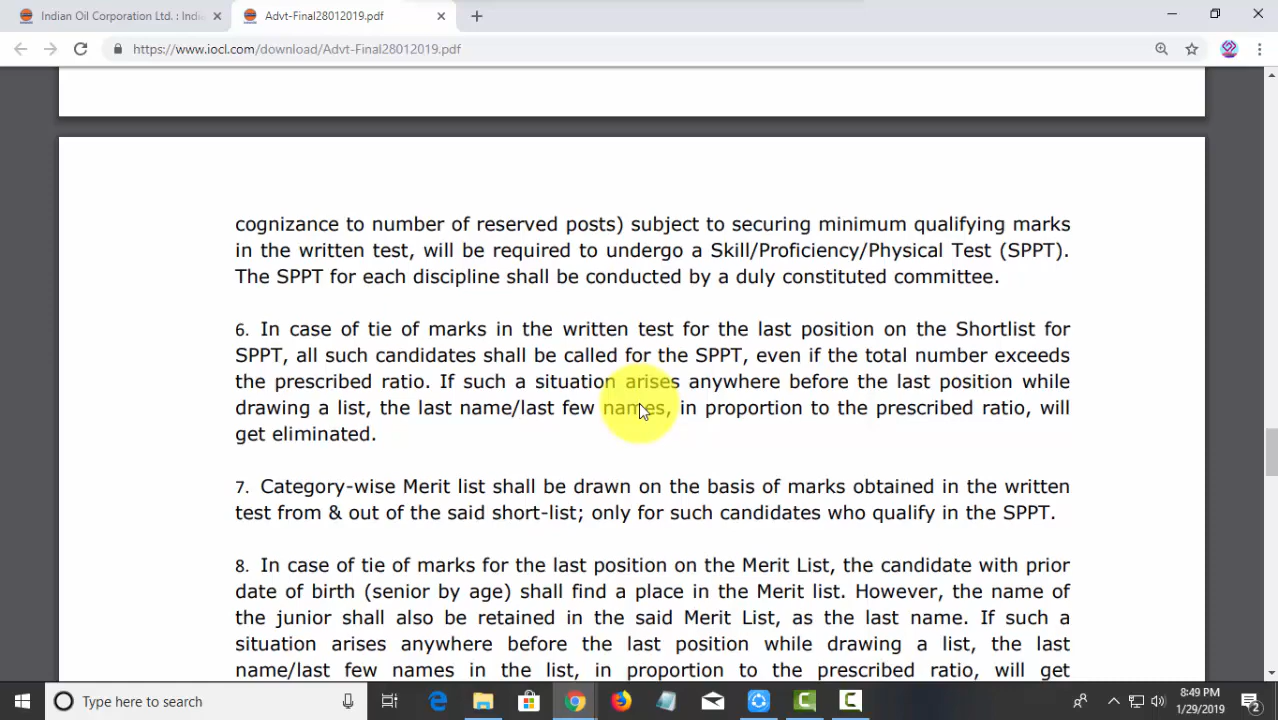 Indian Oil Corporation Ltd. : Indi
Advt-Final28012019.pdf
https://www.iocl.com/download/Advt-Final28012019.pdf
cognizance to number of reserved posts) subject to securing minimum qualifying marks
in the written test, will be required to undergo a Skill/Proficiency/Physical Test (SPPT).
The SPPT for each discipline shall be conducted by a duly constituted committee.
6. In case of tie of marks in the written test for the last position on the Shortlist for
SPPT, all such candidates shall be called for the SPPT, even if the total number exceeds
the prescribed ratio. If such a situation arises anywhere before the last position while
drawing a list, the last name/last few names, in proportion to the prescribed ratio, will
get eliminated.
7. Category-wise Merit list shall be drawn on the basis of marks obtained in the written
test from & out of the said short-list; only for such candidates who qualify in the SPPT.
8. In case of tie of marks for the last position on the Merit List, the candidate with prior
date of birth (senior by age) shall find a place in the Merit list. However, the name of
the junior shall also be retained in the said Merit List, as the last name. If such a
situation arises anywhere before the last position while drawing a list, the last
name/last few names in the list, in proportion to the prescribed ratio, will get
Type here to search
8:49 PM
1/29/2019
2